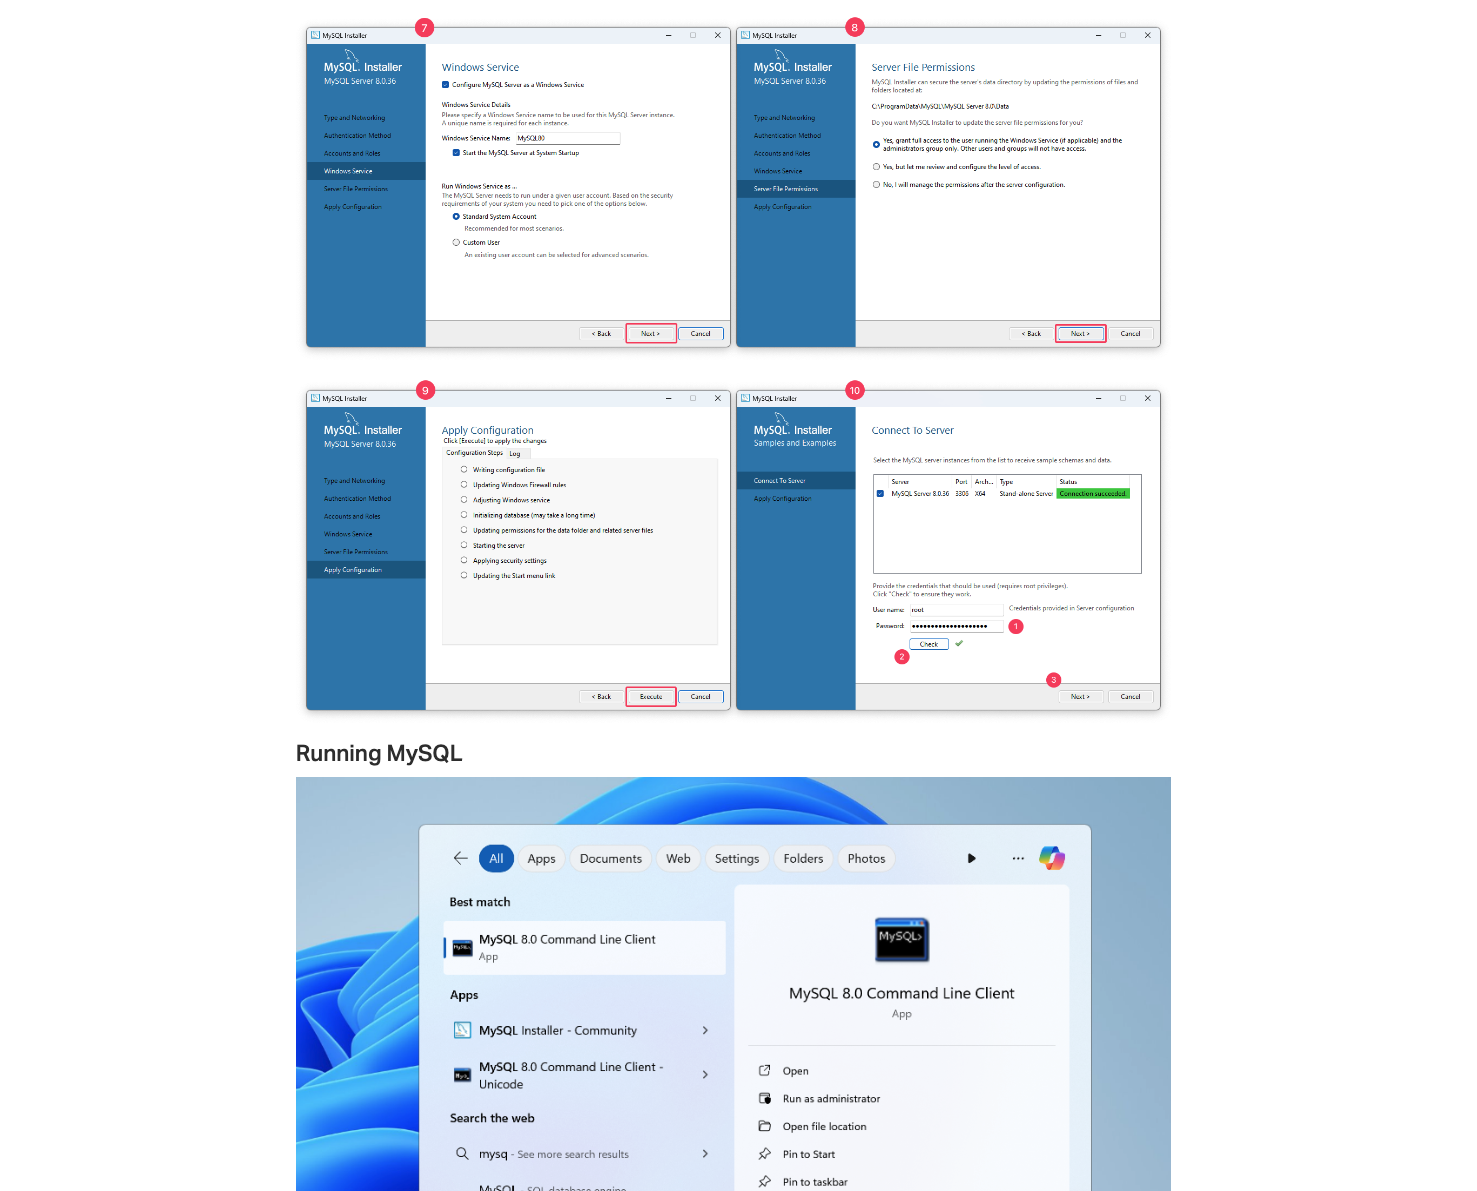 7
MySQL Installer
MySQL. Installer
MySQL Server 8.0.36
Type and Networking
Authentication Method
Accounts and Roles
Windows Service
Server File Permissions
Apply Configuration
Windows Service
Configure MySQL Server as a Windows Service
Windows Service Details
Please specify a Windows Service name to be used for this MySQL Server instance.
A unique name is required for each instance.
Windows Service Name: MySQL80
Start the MySQL Server at System Startup
Run Windows Service as ...
The MySQL Server needs to run under a given user account. Based on the security
requirements of your system you need to pick one of the options below.
Standard System Account
Recommended for most scenarios.
Custom User
An existing user account can be selected for advanced scenarios.
< Back Next > Cancel
8
MySQL Installer
MySQL. Installer
MySQL Server 8.0.36
Type and Networking
Authentication Method
Accounts and Roles
Windows Service
Server File Permissions
Apply Configuration
Server File Permissions
MySQL Installer can secure the server's data directory by updating the permissions of files and
folders located at:
C:\ProgramData\MySQL\MySQL Server 8.0\Data
Do you want MySQL Installer to update the server file permissions for you?
Yes, grant full access to the user running the Windows Service (if applicable) and the
administrators group only. Other users and groups will not have access.
Yes, but let me review and configure the level of access.
No, I will manage the permissions after the server configuration.
< Back Next > Cancel
9
MySQL Installer
MySQL. Installer
MySQL Server 8.0.36
Type and Networking
Authentication Method
Accounts and Roles
Windows Service
Server File Permissions
Apply Configuration
Apply Configuration
Click [Execute] to apply the changes
Configuration Steps Log
Writing configuration file
Updating Windows Firewall rules
Adjusting Windows service
Initializing database (may take a long time)
Updating permissions for the data folder and related server files
Starting the server
Applying security settings
Updating the Start menu link
< Back Execute Cancel
10
MySQL Installer
MySQL. Installer
Samples and Examples
Connect To Server
Apply Configuration
Connect To Server
Select the MySQL server instances from the list to receive sample schemas and data.
Server Port Arch... Type Status
MySQL Server 8.0.36 3306 X64 Stand-alone Server Connection succeeded.
Provide the credentials that should be used (requires root privileges).
Click "Check" to ensure they work.
User name: root Credentials provided in Server configuration
Password: ●●●●●●●●●●●●●●●●●●●● 1
Check
2
3
Next > Cancel
Running MySQL
All Apps Documents Web Settings Folders Photos
Best match
MySQL 8.0 Command Line Client
App
Apps
MySQL Installer - Community
MySQL 8.0 Command Line Client -
Unicode
Search the web
mysq - See more search results
MySQL - SQL database engine
MySQL>
MySQL 8.0 Command Line Client
App
Open
Run as administrator
Open file location
Pin to Start
Pin to taskbar